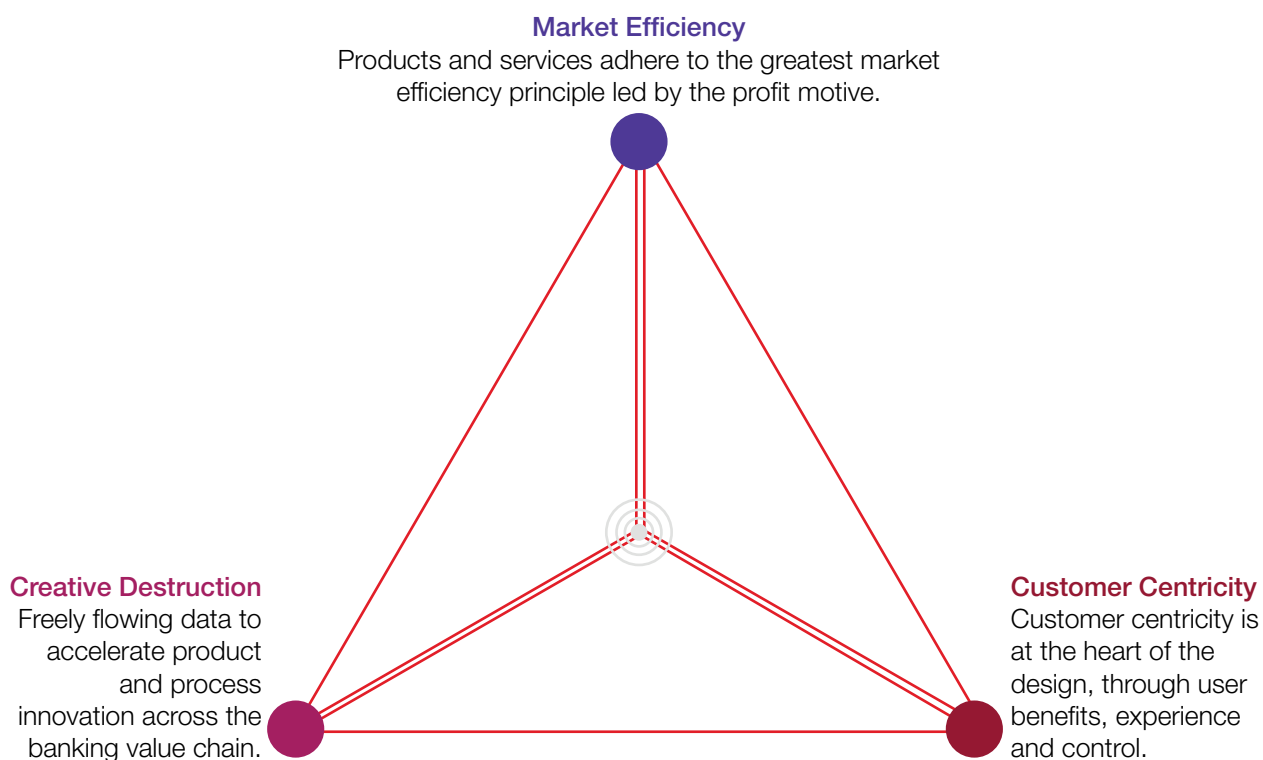 Market Efficiency
Products and services adhere to the greatest market
efficiency principle led by the profit motive.
Creative Destruction
Freely flowing data to
accelerate product
and process
innovation across the
banking value chain.
Customer Centricity
Customer centricity is
at the heart of the
design, through user
benefits, experience
and control.